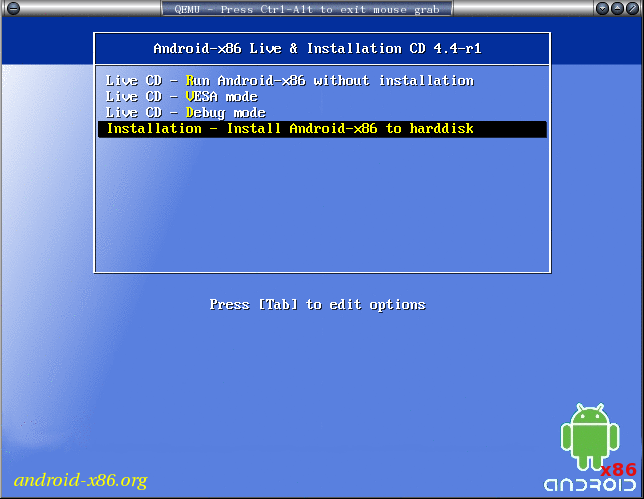 QEMU - Press Ctrl-Alt to exit mouse grab
Android-x86 Live & Installation CD 4.4-r1
Live CD - Run Android-x86 without installation
Live CD - VESA mode
Live CD - Debug mode
Installation - Install Android-x86 to harddisk
Press [Tab] to edit options
android-x86.org
x86
ANDROID